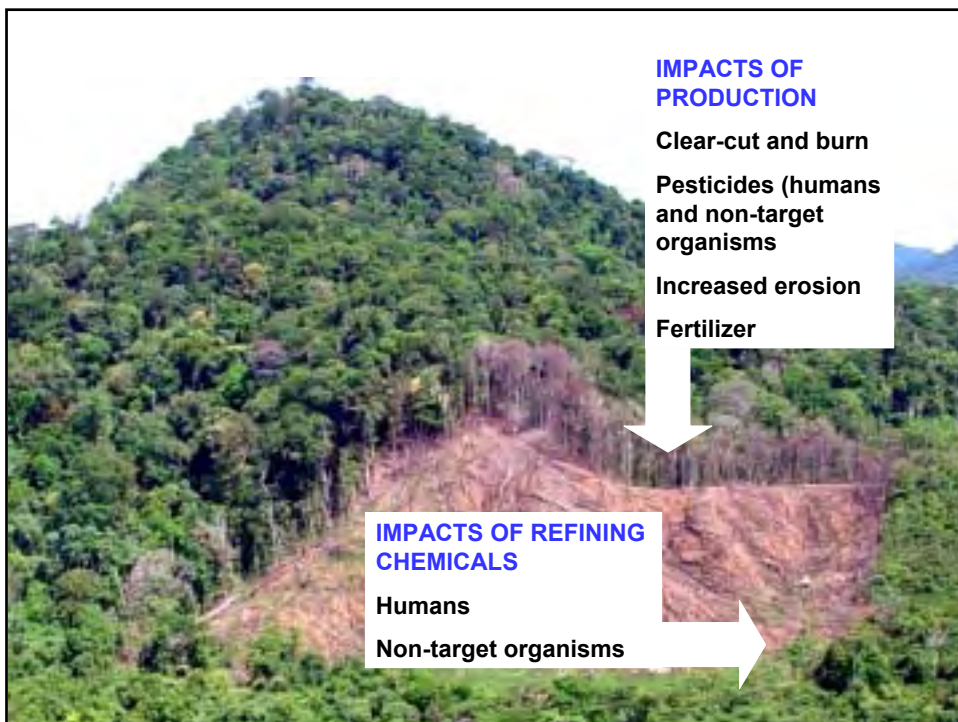 IMPACTS OF
PRODUCTION
Clear-cut and burn
Pesticides (humans
and non-target
organisms
Increased erosion
Fertilizer
IMPACTS OF REFINING
CHEMICALS
Humans
Non-target organisms